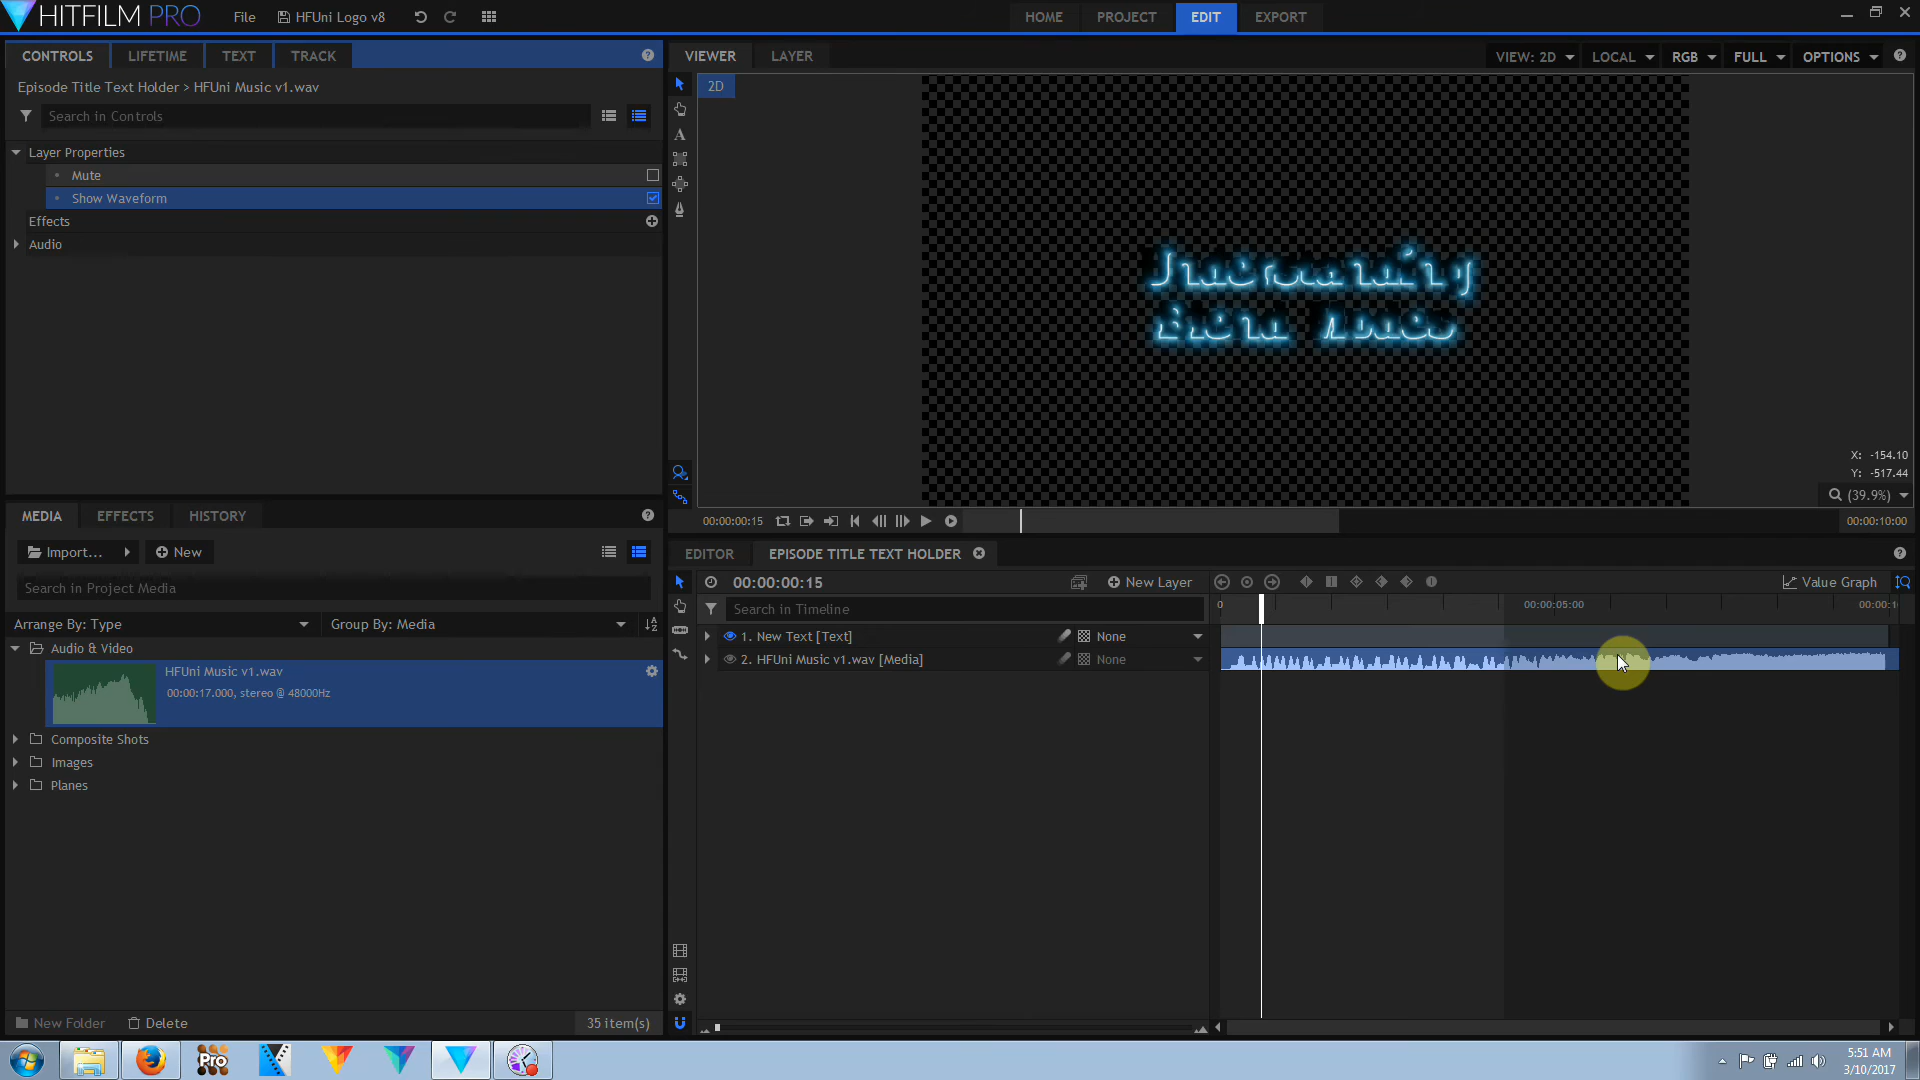 HITFILM PRO
File
HFUni Logo v8
HOME
PROJECT
EDIT
EXPORT
CONTROLS
LIFETIME
TEXT
TRACK
Episode Title Text Holder > HFUni Music v1.wav
Search in Controls
Layer Properties
Mute
Show Waveform
Effects
Audio
VIEWER
LAYER
VIEW: 2D
LOCAL
RGB
FULL
OPTIONS
2D
X: -154.10
Y: -517.44
(39.9%)
00:00:00:15
00:00:10:00
MEDIA
EFFECTS
HISTORY
Import...
New
Search in Project Media
Arrange By: Type
Group By: Media
Audio & Video
HFUni Music v1.wav
00:00:17.000, stereo @ 48000Hz
Composite Shots
Images
Planes
New Folder
Delete
35 item(s)
EDITOR
EPISODE TITLE TEXT HOLDER
00:00:00:15
New Layer
Value Graph
Search in Timeline
0
00:00:05:00
00:00:1
1. New Text [Text]
None
2. HFUni Music v1.wav [Media]
None
Pro
5:51 AM
3/10/2017